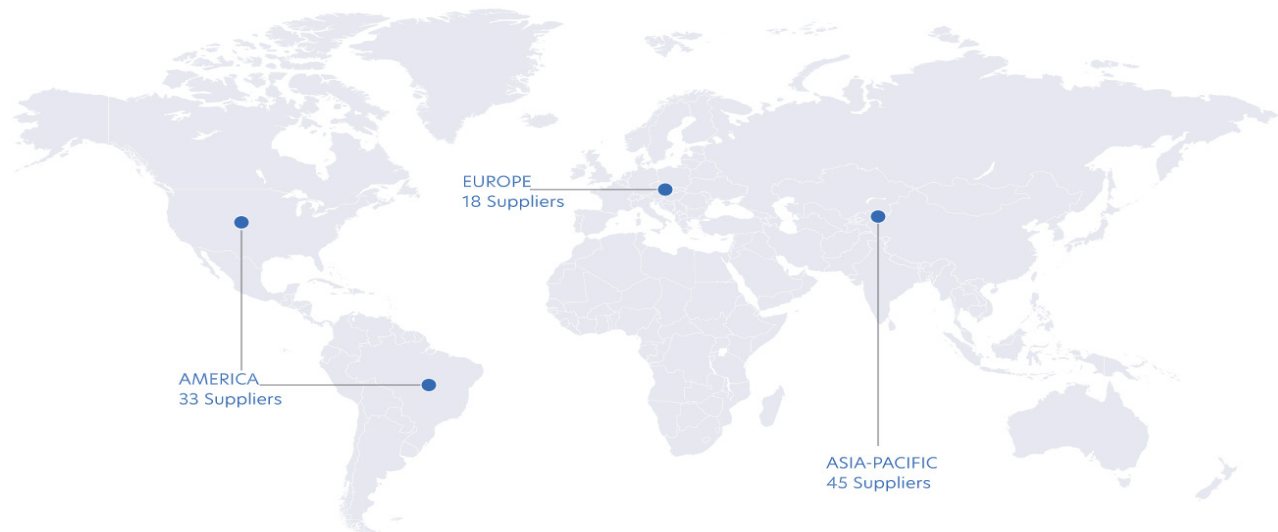 EUROPE
18 Suppliers
AMERICA
33 Suppliers
ASIA-PACIFIC
45 Suppliers